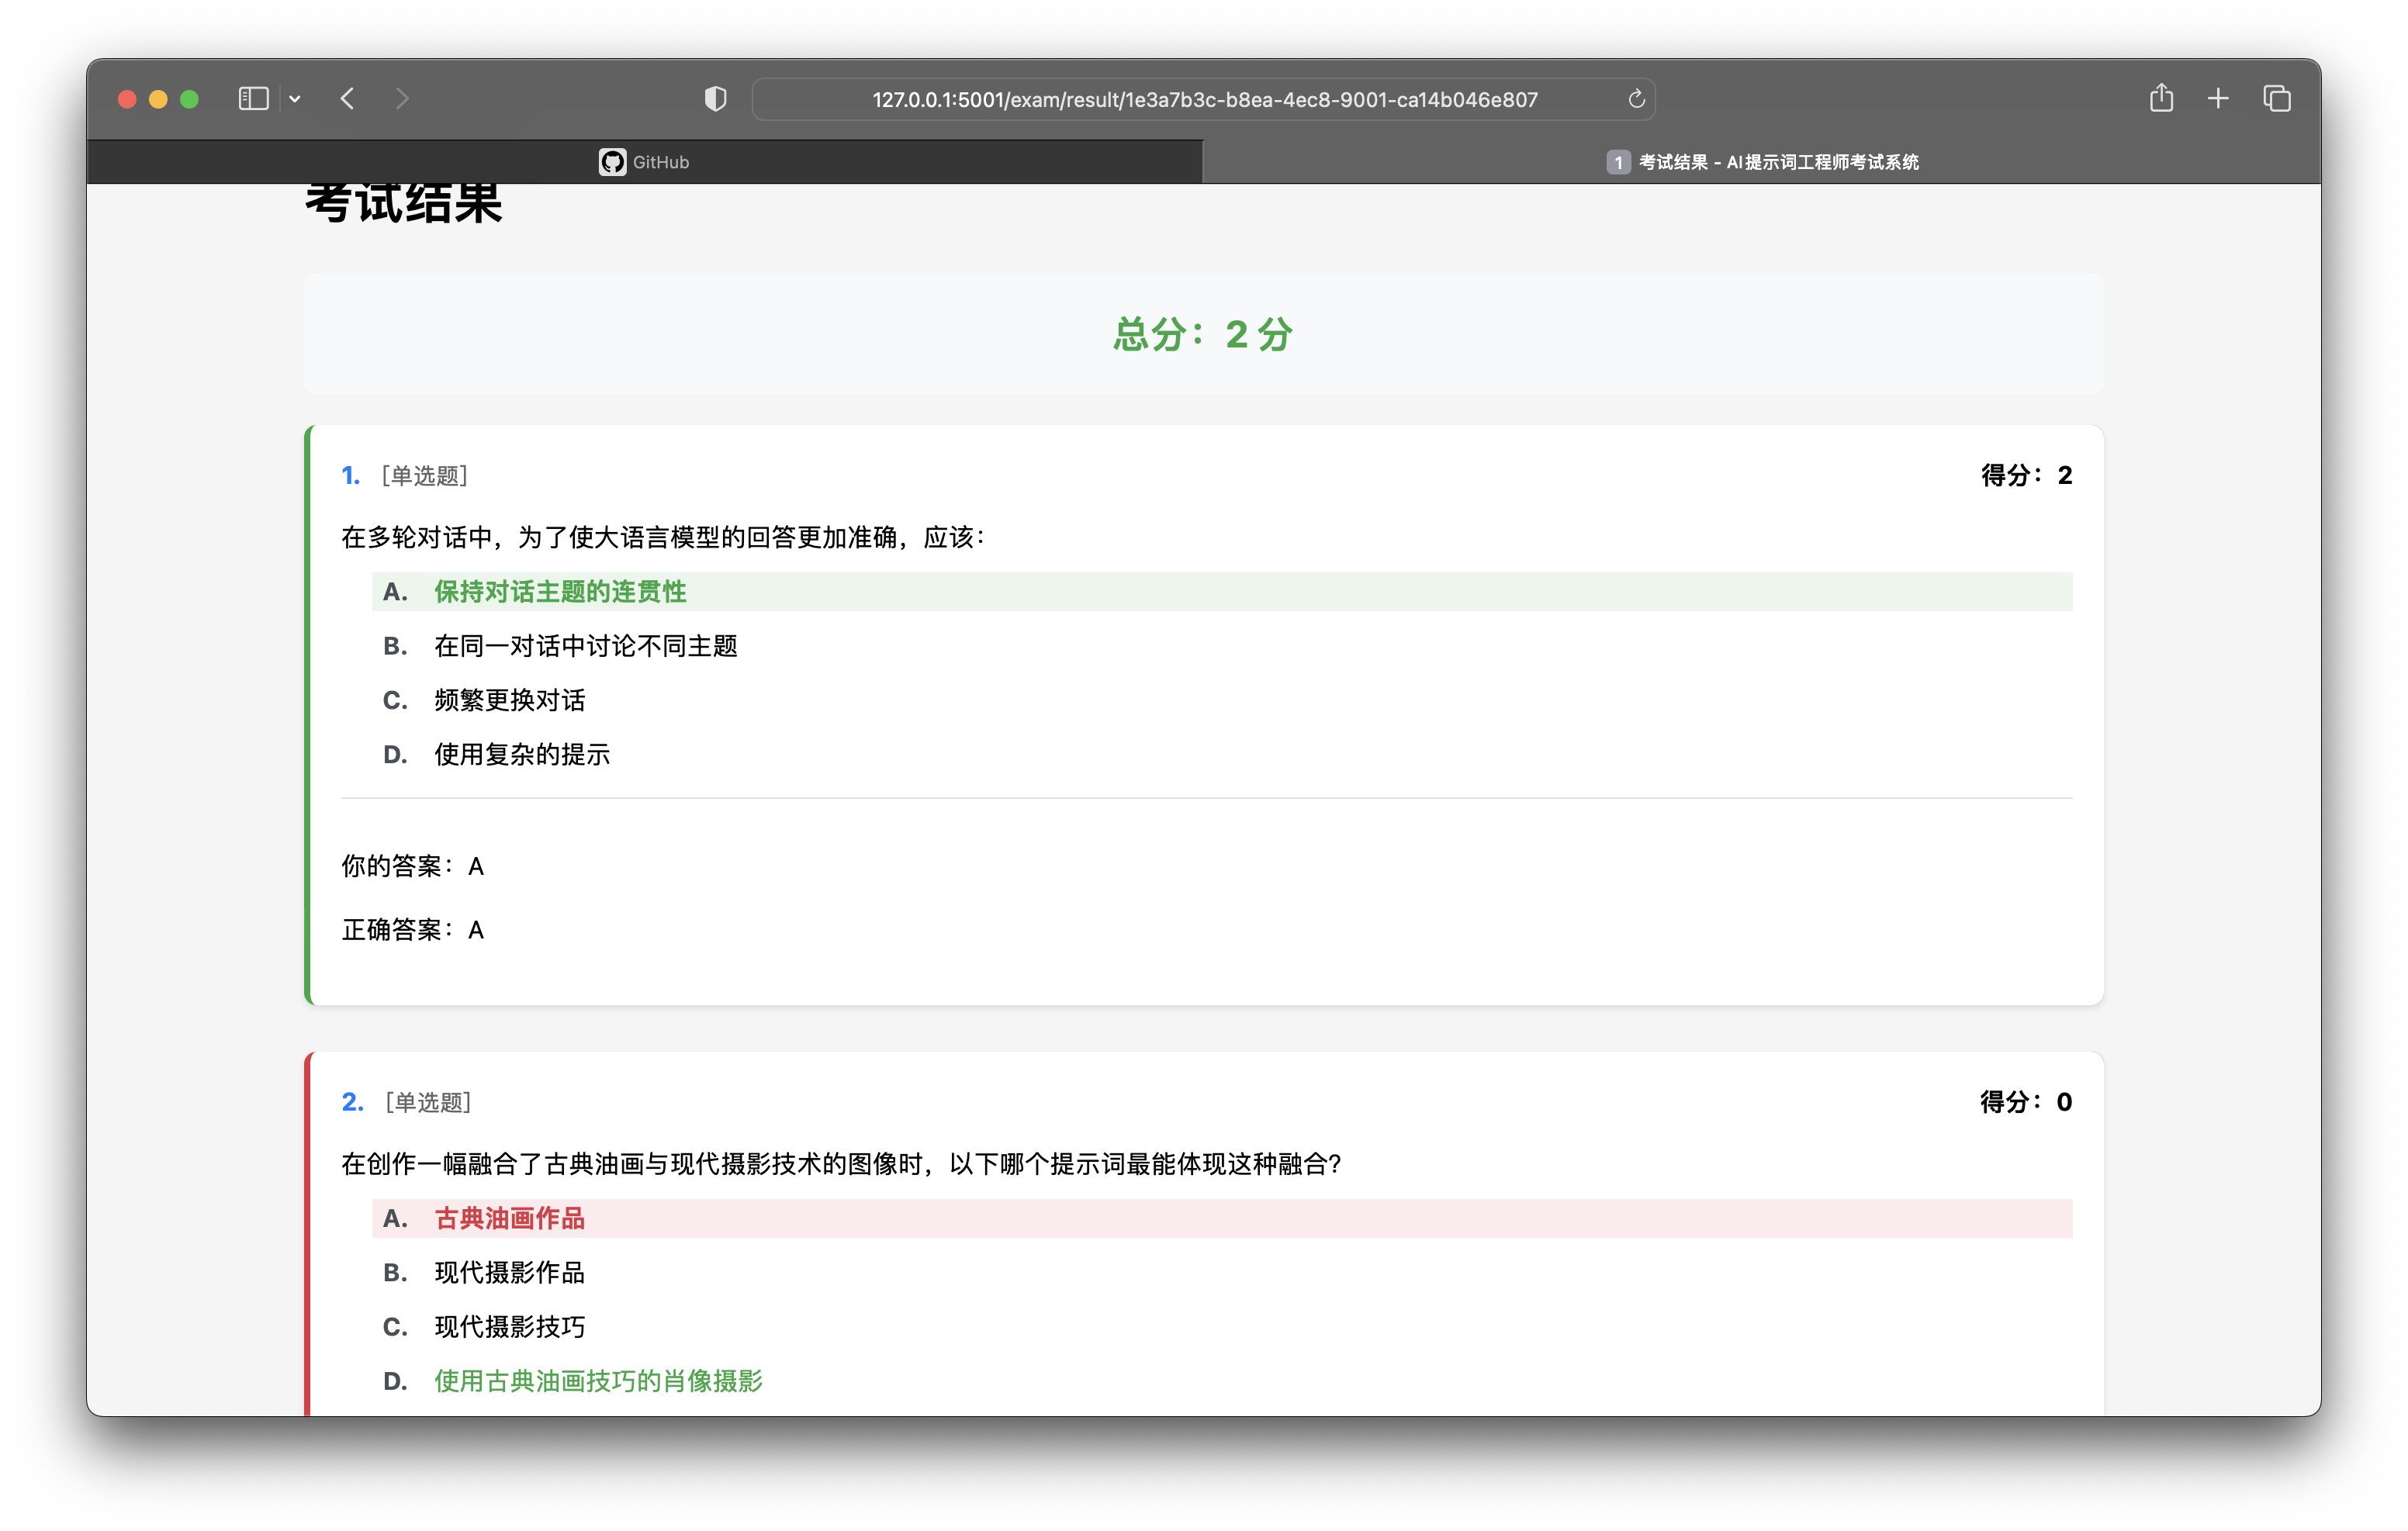 127.0.0.1:5001/exam/result/1e3a7b3c-b8ea-4ec8-9001-ca14b046e807
GitHub
1 考试结果 - AI提示词工程师考试系统
考试结果
总分：2 分
1. [单选题] 得分：2
在多轮对话中，为了使大语言模型的回答更加准确，应该：
A. 保持对话主题的连贯性
B. 在同一对话中讨论不同主题
C. 频繁更换对话
D. 使用复杂的提示
你的答案：A
正确答案：A
2. [单选题] 得分：0
在创作一幅融合了古典油画与现代摄影技术的图像时，以下哪个提示词最能体现这种融合?
A. 古典油画作品
B. 现代摄影作品
C. 现代摄影技巧
D. 使用古典油画技巧的肖像摄影